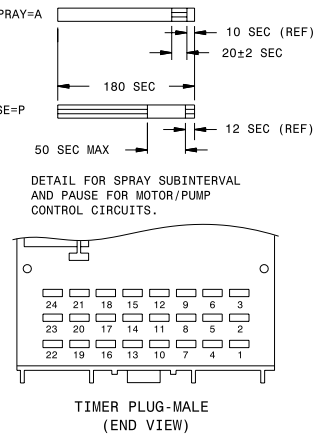 PRAY=A
10 SEC (REF)
20±2 SEC
180 SEC
SE=P
12 SEC (REF)
50 SEC MAX
DETAIL FOR SPRAY SUBINTERVAL
AND PAUSE FOR MOTOR/PUMP
CONTROL CIRCUITS.
24 21 18 15 12 9 6 3
23 20 17 14 11 8 5 2
22 19 16 13 10 7 4 1
TIMER PLUG-MALE
(END VIEW)